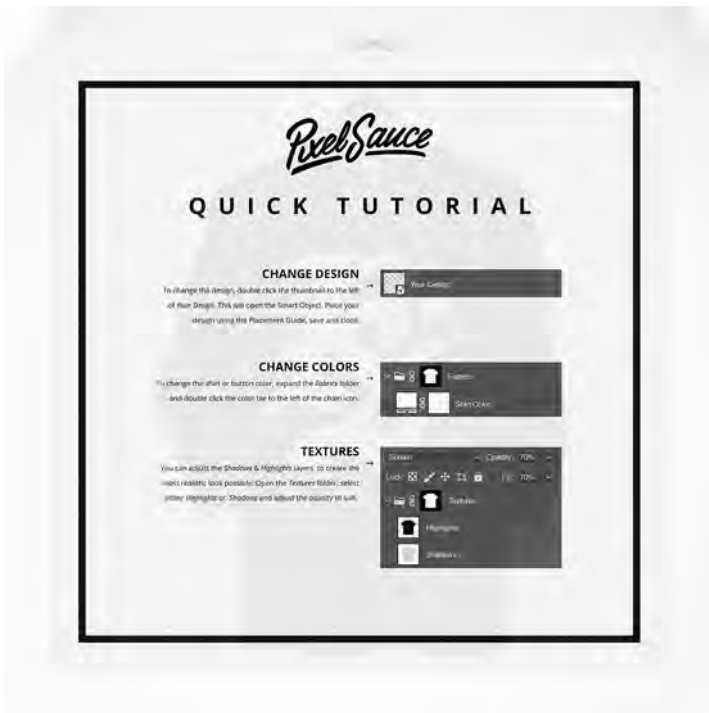 PixelSauce
QUICK TUTORIAL
CHANGE DESIGN
To change the design, double click the thumbnail to the left
of Your Design. This will open the Smart Object. Place your
design using the Placement Guide, save and close.
Your Design
CHANGE COLORS
To change the shirt or button color, expand the Fabrics folder
and double click the color tile to the left of the chain icon.
Shirt Color
TEXTURES
You can adjust the Shadows & Highlights layers, to create the
most realistic look possible. Open the Textures folder, select
either Highlights or Shadows and adjust the opacity to suit.
Screen Opacity: 70%
Lock: Fill: 70%
Textures
Highlights
Shadows